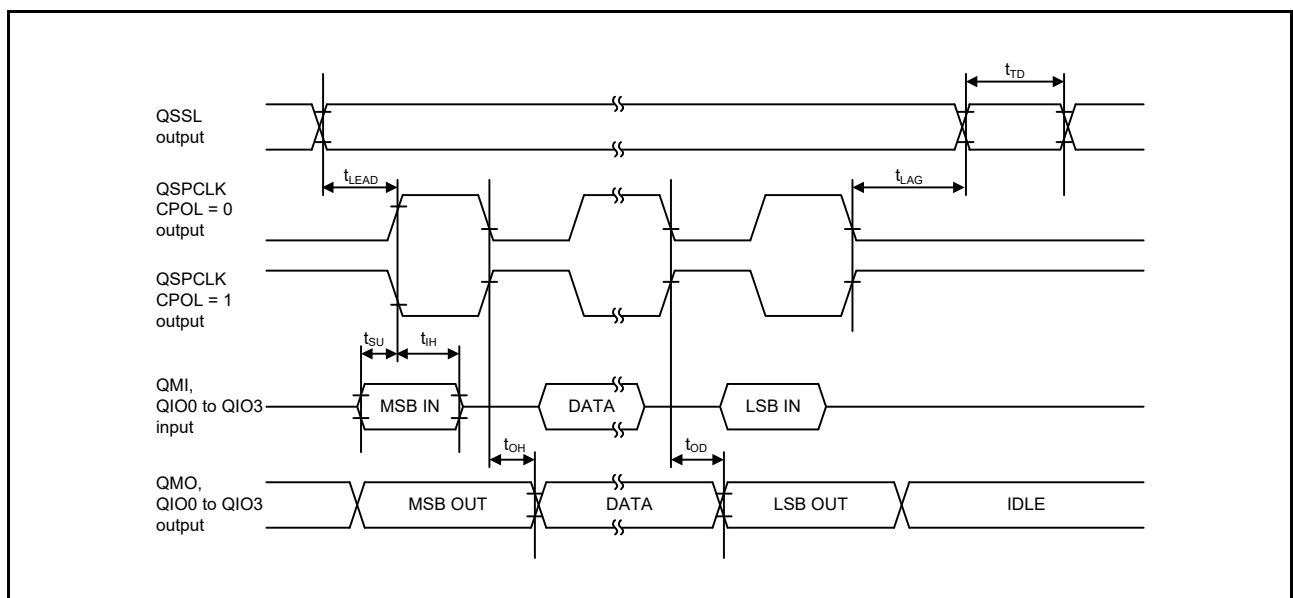 tTD
QSSL
output
tLEAD
tLAG
QSPCLK
CPOL = 0
output
QSPCLK
CPOL = 1
output
tSU
tIH
QMI,
QIO0 to QIO3
input
MSB IN
DATA
LSB IN
tOH
tOD
QMO,
QIO0 to QIO3
output
MSB OUT
DATA
LSB OUT
IDLE